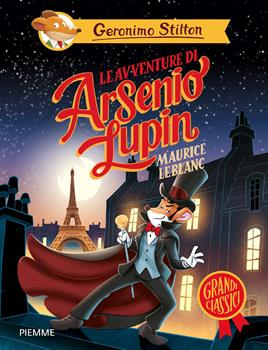 Geronimo Stilton
LE AVVENTURE DI
Arsenio
Lupin
MAURICE
LEBLANC
GRANDI
CLASSICI
PIEMME